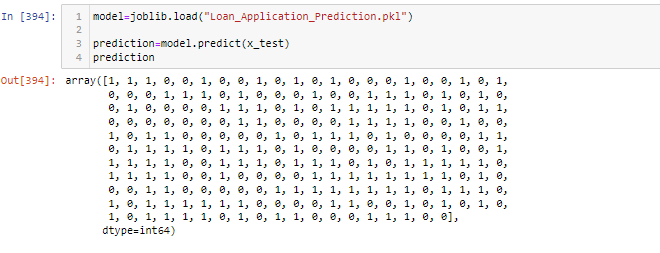 In [394]:
1 model=joblib.load("Loan_Application_Prediction.pkl")
2
3 prediction=model.predict(x_test)
4 prediction
Out[394]: array([1, 1, 1, 0, 0, 1, 0, 0, 1, 0, 1, 0, 1, 0, 0, 0, 1, 0, 0, 1, 0, 1,
0, 0, 0, 1, 1, 1, 0, 1, 0, 0, 0, 1, 0, 0, 1, 1, 1, 0, 1, 0, 1, 0,
0, 1, 0, 0, 0, 0, 1, 1, 1, 0, 1, 0, 1, 1, 1, 1, 1, 0, 1, 0, 1, 1,
0, 0, 0, 0, 0, 0, 0, 1, 1, 0, 0, 0, 0, 1, 1, 1, 1, 0, 0, 1, 0, 0,
1, 0, 1, 1, 0, 0, 0, 0, 0, 1, 0, 1, 1, 1, 0, 1, 0, 0, 0, 0, 1, 1,
0, 1, 1, 1, 1, 0, 1, 1, 1, 0, 1, 0, 0, 0, 0, 1, 1, 0, 1, 0, 0, 1,
1, 1, 1, 1, 0, 0, 1, 1, 1, 0, 1, 1, 1, 0, 1, 0, 1, 1, 1, 1, 1, 0,
1, 1, 1, 0, 0, 1, 0, 1, 0, 0, 0, 1, 1, 1, 1, 1, 1, 1, 1, 0, 1, 0,
0, 0, 1, 1, 0, 0, 0, 0, 0, 1, 1, 1, 1, 1, 1, 1, 1, 0, 1, 1, 1, 0,
1, 0, 1, 1, 1, 1, 1, 1, 0, 0, 0, 0, 1, 1, 0, 0, 1, 0, 1, 0, 1, 0,
1, 0, 1, 1, 1, 1, 0, 1, 0, 1, 1, 0, 0, 0, 1, 1, 1, 0, 0],
dtype=int64)